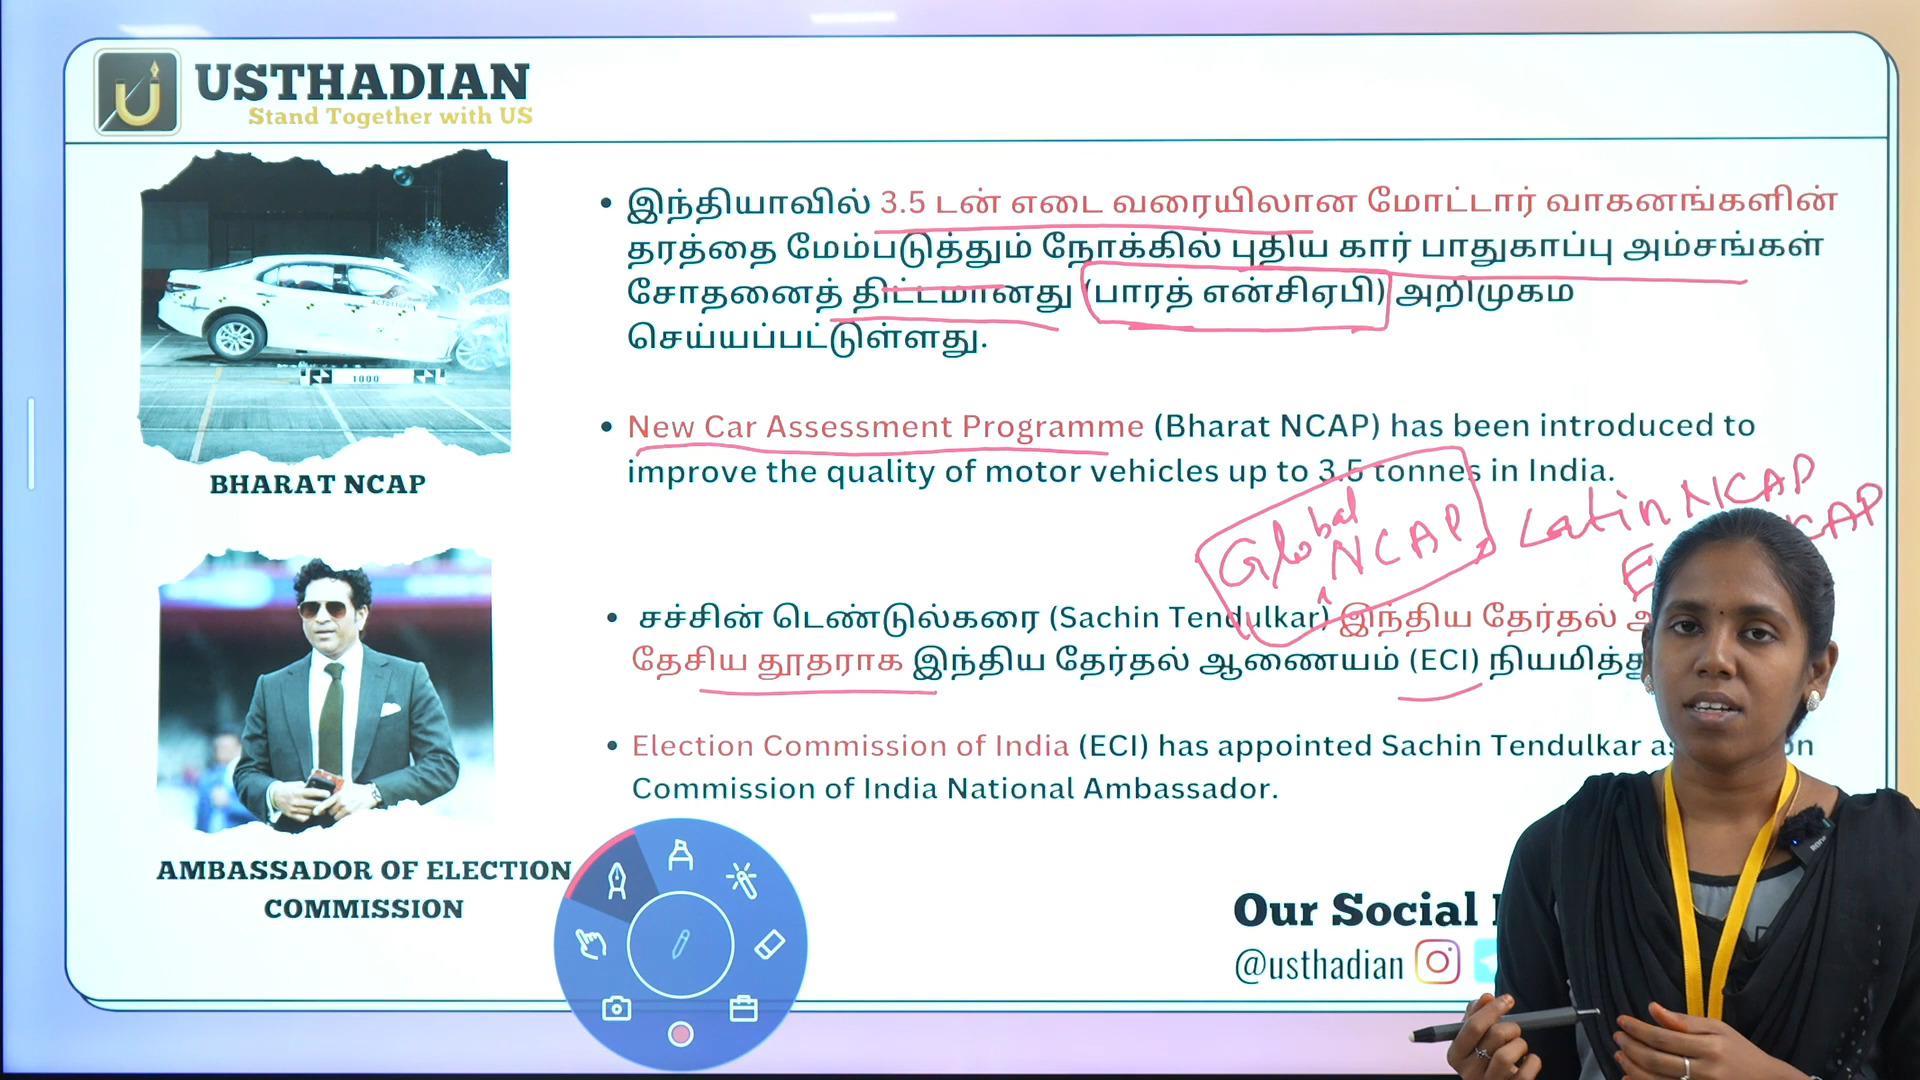 USTHADIAN
Stand Together with US
இந்தியாவில் 3.5 டன் எடை வரையிலான மோட்டார் வாகனங்களின்
தரத்தை மேம்படுத்தும் நோக்கில் புதிய கார் பாதுகாப்பு அம்சங்கள்
சோதனைத் திட்டமானது (பாரத் என்சிஏபி) அறிமுகம
செய்யப்பட்டுள்ளது.
1000
BHARAT NCAP
New Car Assessment Programme (Bharat NCAP) has been introduced to
improve the quality of motor vehicles up to 3.5 tonnes in India.
Global NCAP
Latin NCAP
சச்சின் டெண்டுல்கரை (Sachin Tendulkar) இந்திய தேர்தல்
தேசிய தூதராக இந்திய தேர்தல் ஆணையம் (ECI)
Election Commission of India (ECI) has appointed Sachin Tendulkar as
Commission of India National Ambassador.
AMBASSADOR OF ELECTION
COMMISSION
Our Social
@usthadian